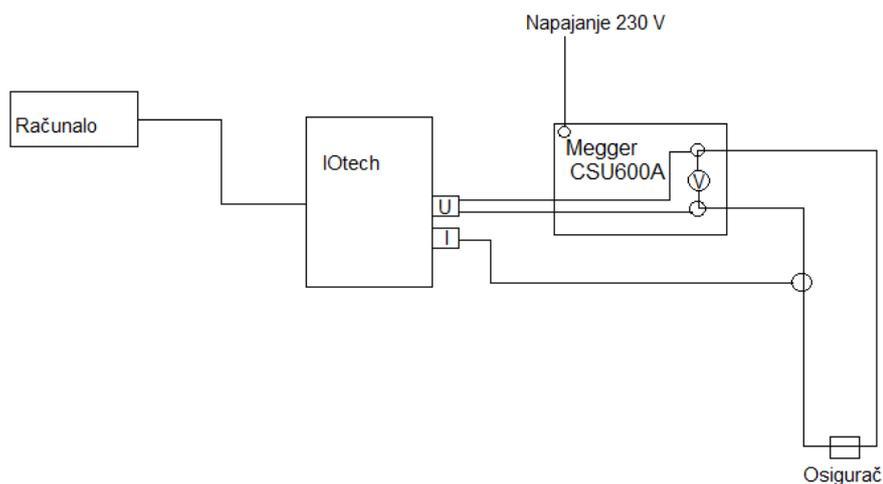 Napajanje 230 V
Računalo
IOtech
Megger
CSU600A
V
U
I
Osigurač